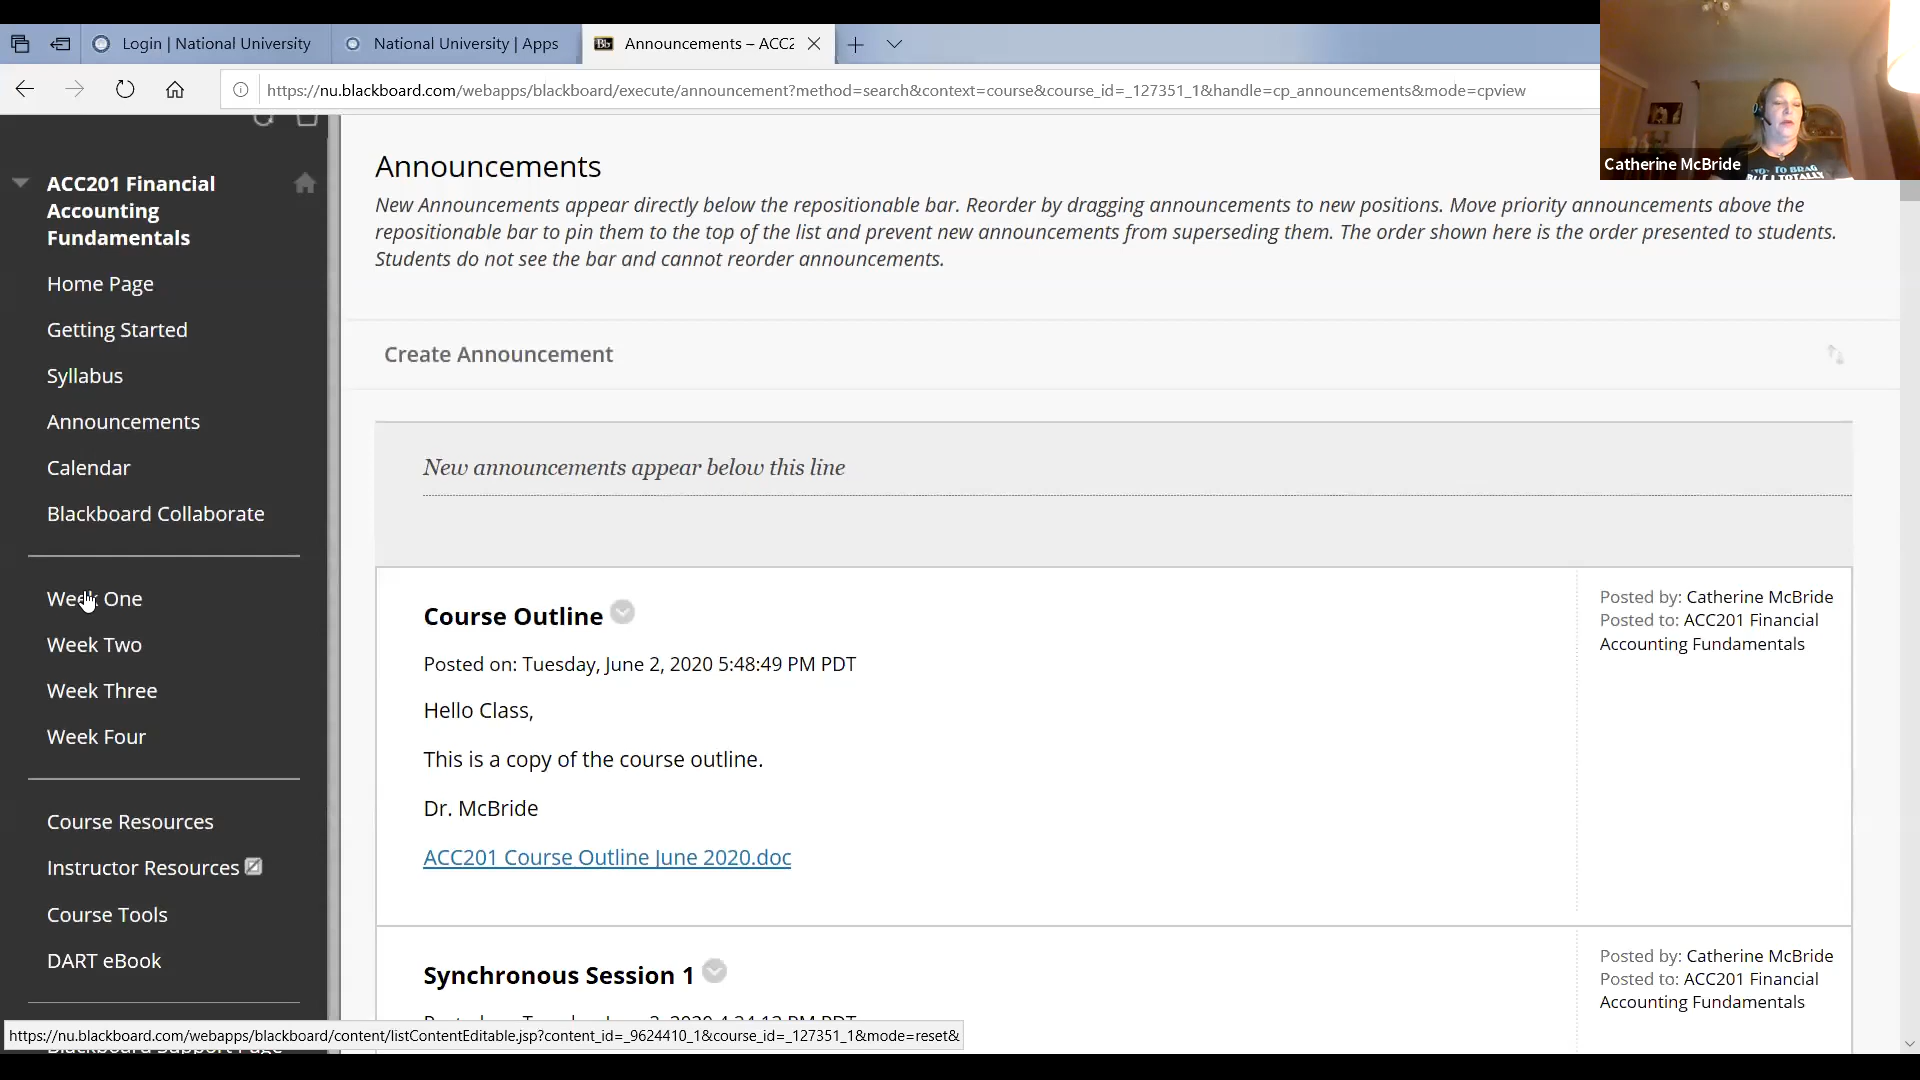 Login | National University
National University | Apps
Announcements – ACC2
https://nu.blackboard.com/webapps/blackboard/execute/announcement?method=search&context=course&course_id=_127351_1&handle=cp_announcements&mode=cpview
Catherine McBride
ACC201 Financial
Accounting
Fundamentals
Home Page
Getting Started
Syllabus
Announcements
Calendar
Blackboard Collaborate
Week One
Week Two
Week Three
Week Four
Course Resources
Instructor Resources
Course Tools
DART eBook
Announcements
New Announcements appear directly below the repositionable bar. Reorder by dragging announcements to new positions. Move priority announcements above the
repositionable bar to pin them to the top of the list and prevent new announcements from superseding them. The order shown here is the order presented to students.
Students do not see the bar and cannot reorder announcements.
Create Announcement
New announcements appear below this line
Course Outline
Posted on: Tuesday, June 2, 2020 5:48:49 PM PDT
Hello Class,
This is a copy of the course outline.
Dr. McBride
ACC201 Course Outline June 2020.doc
Posted by: Catherine McBride
Posted to: ACC201 Financial
Accounting Fundamentals
Synchronous Session 1
Posted by: Catherine McBride
Posted to: ACC201 Financial
Accounting Fundamentals
https://nu.blackboard.com/webapps/blackboard/content/listContentEditable.jsp?content_id=_9624410_1&course_id=_127351_1&mode=reset&